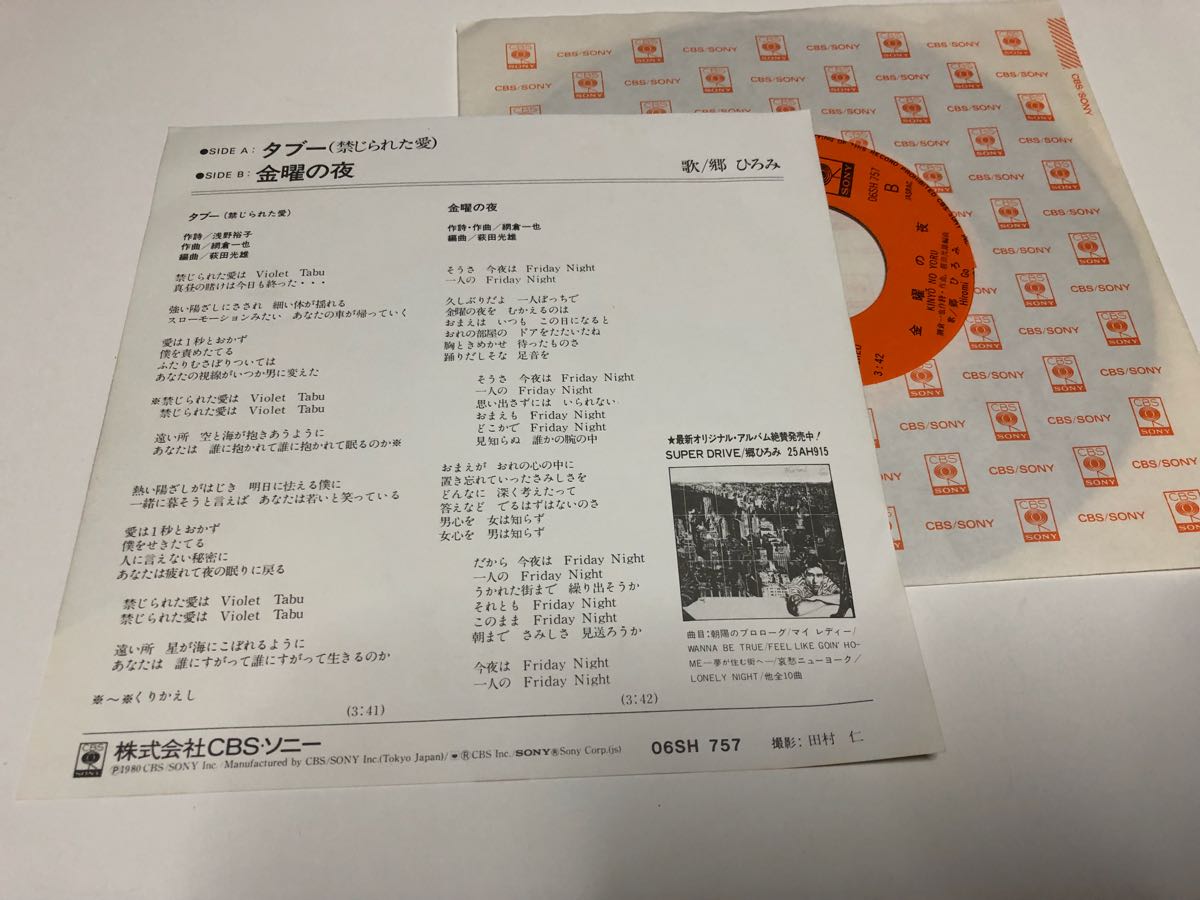 ●SIDE A: タブー(禁じられた愛)
●SIDE B: 金曜の夜
歌/郷 ひろみ
タブー(禁じられた愛)
作詩/浅野裕子
作曲/網倉一也
編曲/萩田光雄
禁じられた愛は Violet Tabu
真昼の賭けは今日も終った・・・
強い陽ざしにさされ 細い体が揺れる
スローモーションみたい あなたの車が帰っていく
愛は1秒とおかず
僕を責めたてる
ふたりむさぼりついては
あなたの視線がいつか男に変えた
※禁じられた愛は Violet Tabu
禁じられた愛は Violet Tabu
遠い所 空と海が抱きあうように
あなたは 誰に抱かれて誰に抱かれて眠るのか※
熱い陽ざしがはじき 明日に怯える僕に
一緒に暮そうと言えば あなたは若いと笑っている
愛は1秒とおかず
僕をせきたてる
人に言えない秘密に
あなたは疲れて夜の眠りに戻る
禁じられた愛は Violet Tabu
禁じられた愛は Violet Tabu
遠い所 星が海にこぼれるように
あなたは 誰にすがって誰にすがって生きるのか
※〜※くりかえし
(3:41)
金曜の夜
作詩・作曲/網倉一也
編曲/萩田光雄
そうさ 今夜は Friday Night
一人の Friday Night
久しぶりだよ 一人ぼっちで
金曜の夜を むかえるのは
おまえは いつも この日になると
おれの部屋の ドアをたたいたね
胸ときめかせ 待ったものさ
踊りだしそな 足音を
そうさ 今夜は Friday Night
一人の Friday Night
思い出さずには いられない
おまえも Friday Night
どこかで Friday Night
見知らぬ 誰かの腕の中
おまえが おれの心の中に
置き忘れていったさみしさを
どんなに 深く考えたって
答えなど でるはずはないのさ
男心を 女は知らず
女心を 男は知らず
だから 今夜は Friday Night
一人の Friday Night
うかれた街まで 繰り出そうか
それとも Friday Night
このまま Friday Night
朝まで さみしさ 見送ろうか
今夜は Friday Night
一人の Friday Night
(3:42)
★最新オリジナル・アルバム絶賛発売中!
SUPER DRIVE/郷ひろみ 25AH915
曲目:朝陽のプロローグ/マイ レディー/
WANNA BE TRUE/FEEL LIKE GOIN' HO-
ME—夢が住む街へ—/哀愁ニューヨーク/
LONELY NIGHT/他全10曲
CBS SONY
株式会社CBS・ソニー
Ⓟ1980 CBS/SONY Inc./Manufactured by CBS/SONY Inc.(Tokyo Japan)/Ⓡ CBS Inc./SONY Ⓡ Sony Corp.(js)
06SH 757
撮影:田村 仁
SONY
06SH 757
B
JASRAC
金曜の夜
KINYŌ NO YORU
歌/郷ひろみ
Hiromi Go
3:42
CBS/SONY